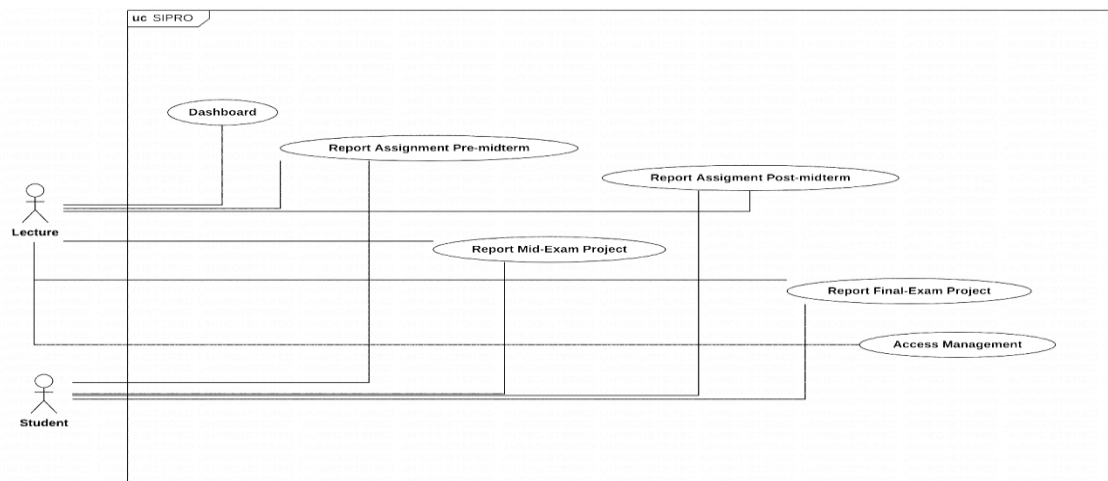 uc SIPRO
Dashboard
Report Assignment Pre-midterm
Report Assigment Post-midterm
Lecture
Report Mid-Exam Project
Report Final-Exam Project
Access Management
Student